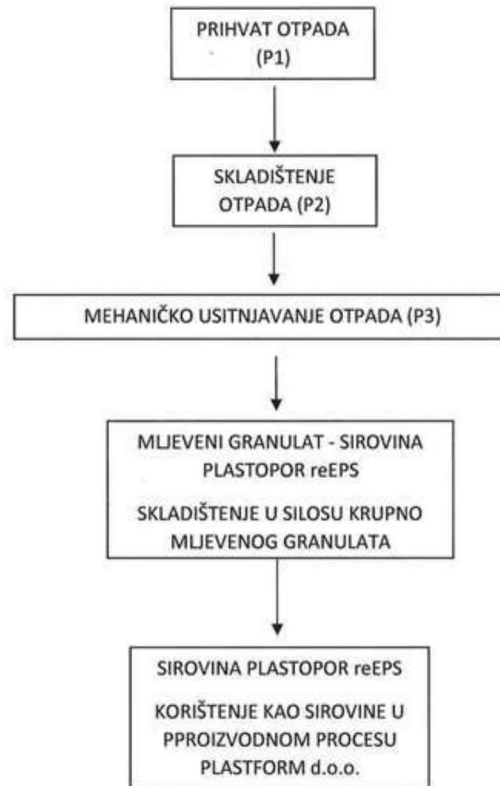 PRIHVAT OTPADA
(P1)
SKLADIŠTENJE
OTPADA (P2)
MEHANIČKO USITNJAVANJE OTPADA (P3)
MLJEVENI GRANULAT - SIROVINA
PLASTOPOR reEPS
SKLADIŠTENJE U SILOSU KRUPNO
MLJEVENOG GRANULATA
SIROVINA PLASTOPOR reEPS
KORIŠTENJE KAO SIROVINE U
PPROIZVODNOM PROCESU
PLASTFORM d.o.o.